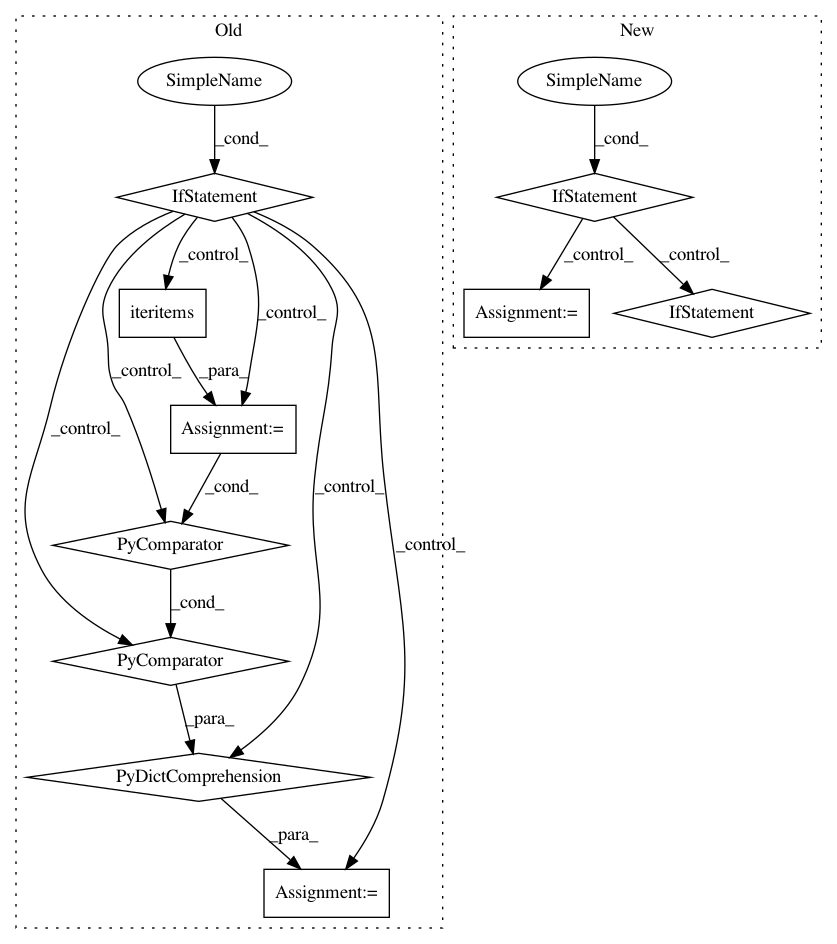 Old
New
SimpleName
SimpleName
_cond_
_cond_
IfStatement
IfStatement
_control_
_control_
_control_
iteritems
_control_
Assignment:=
IfStatement
_control_
_para_
_control_
Assignment:=
_cond_
_control_
_control_
PyComparator
_cond_
PyComparator
_para_
PyDictComprehension
_para_
Assignment:=